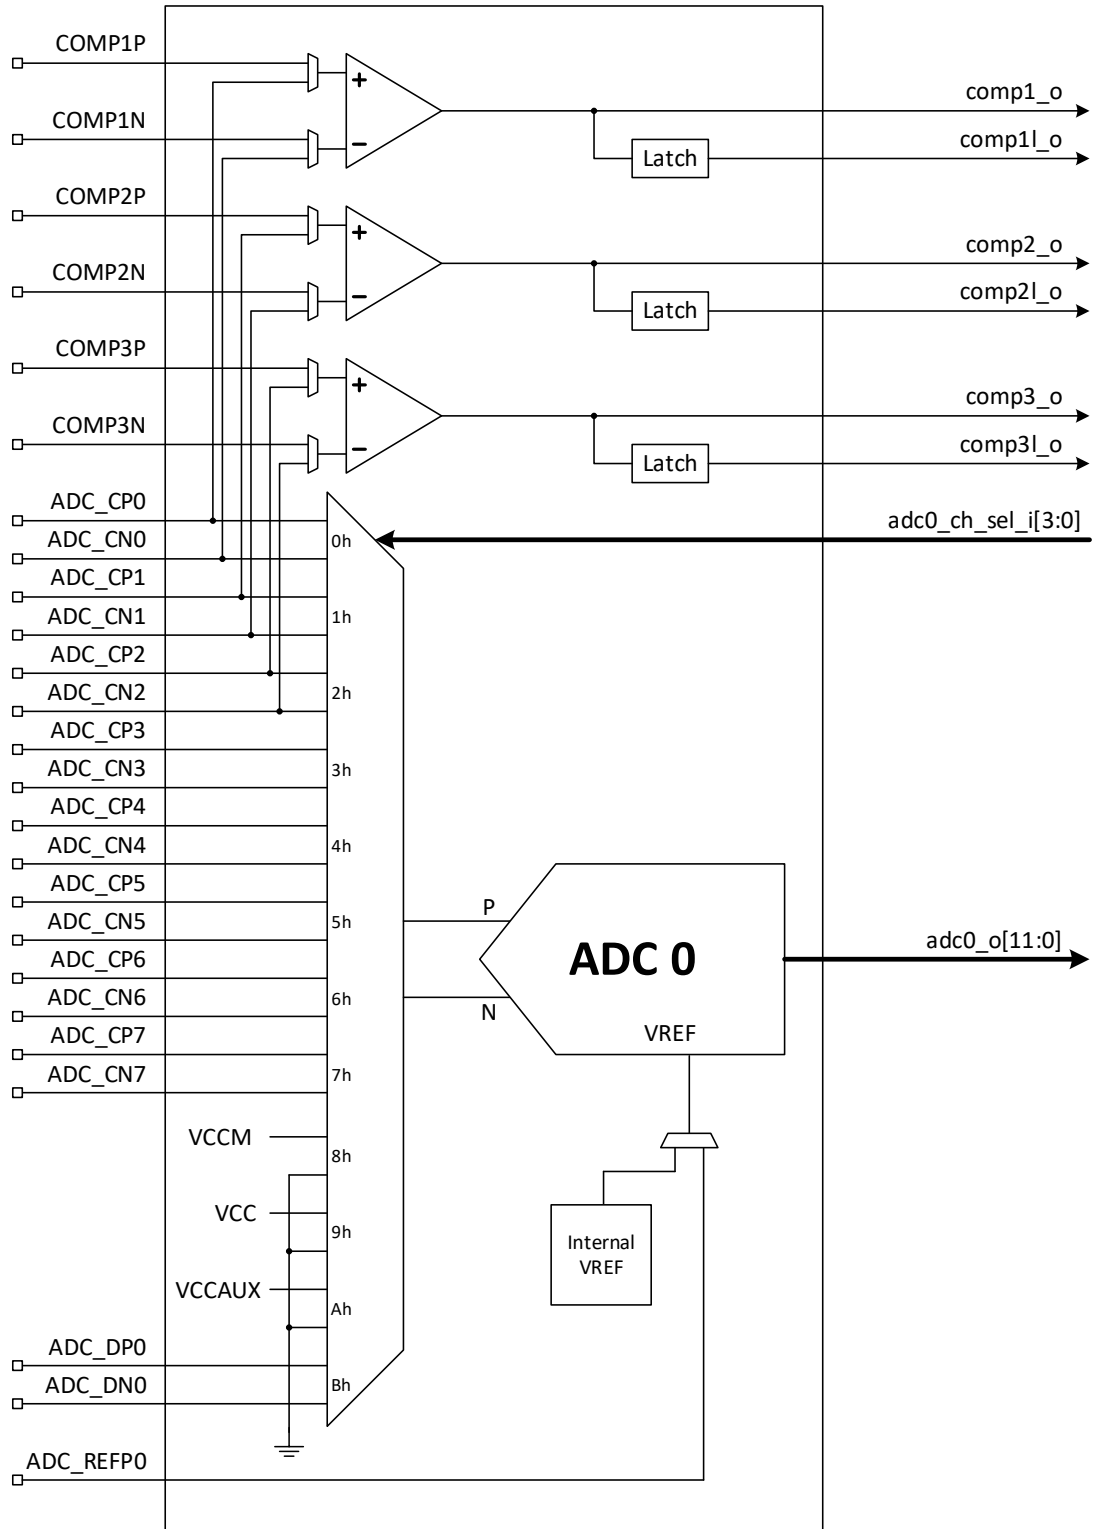 COMP1P
+
comp1_o
COMP1N
−
Latch
comp1l_o
COMP2P
+
comp2_o
COMP2N
−
Latch
comp2l_o
COMP3P
+
comp3_o
COMP3N
−
Latch
comp3l_o
ADC_CP0
adc0_ch_sel_i[3:0]
0h
ADC_CN0
ADC_CP1
1h
ADC_CN1
ADC_CP2
2h
ADC_CN2
ADC_CP3
3h
ADC_CN3
ADC_CP4
4h
ADC_CN4
ADC_CP5
5h
ADC_CN5
ADC_CP6
6h
ADC_CN6
ADC_CP7
7h
ADC_CN7
P
ADC 0
adc0_o[11:0]
N
VREF
VCCM
8h
VCC
9h
Internal
VREF
VCCAUX
Ah
ADC_DP0
Bh
ADC_DN0
ADC_REFP0